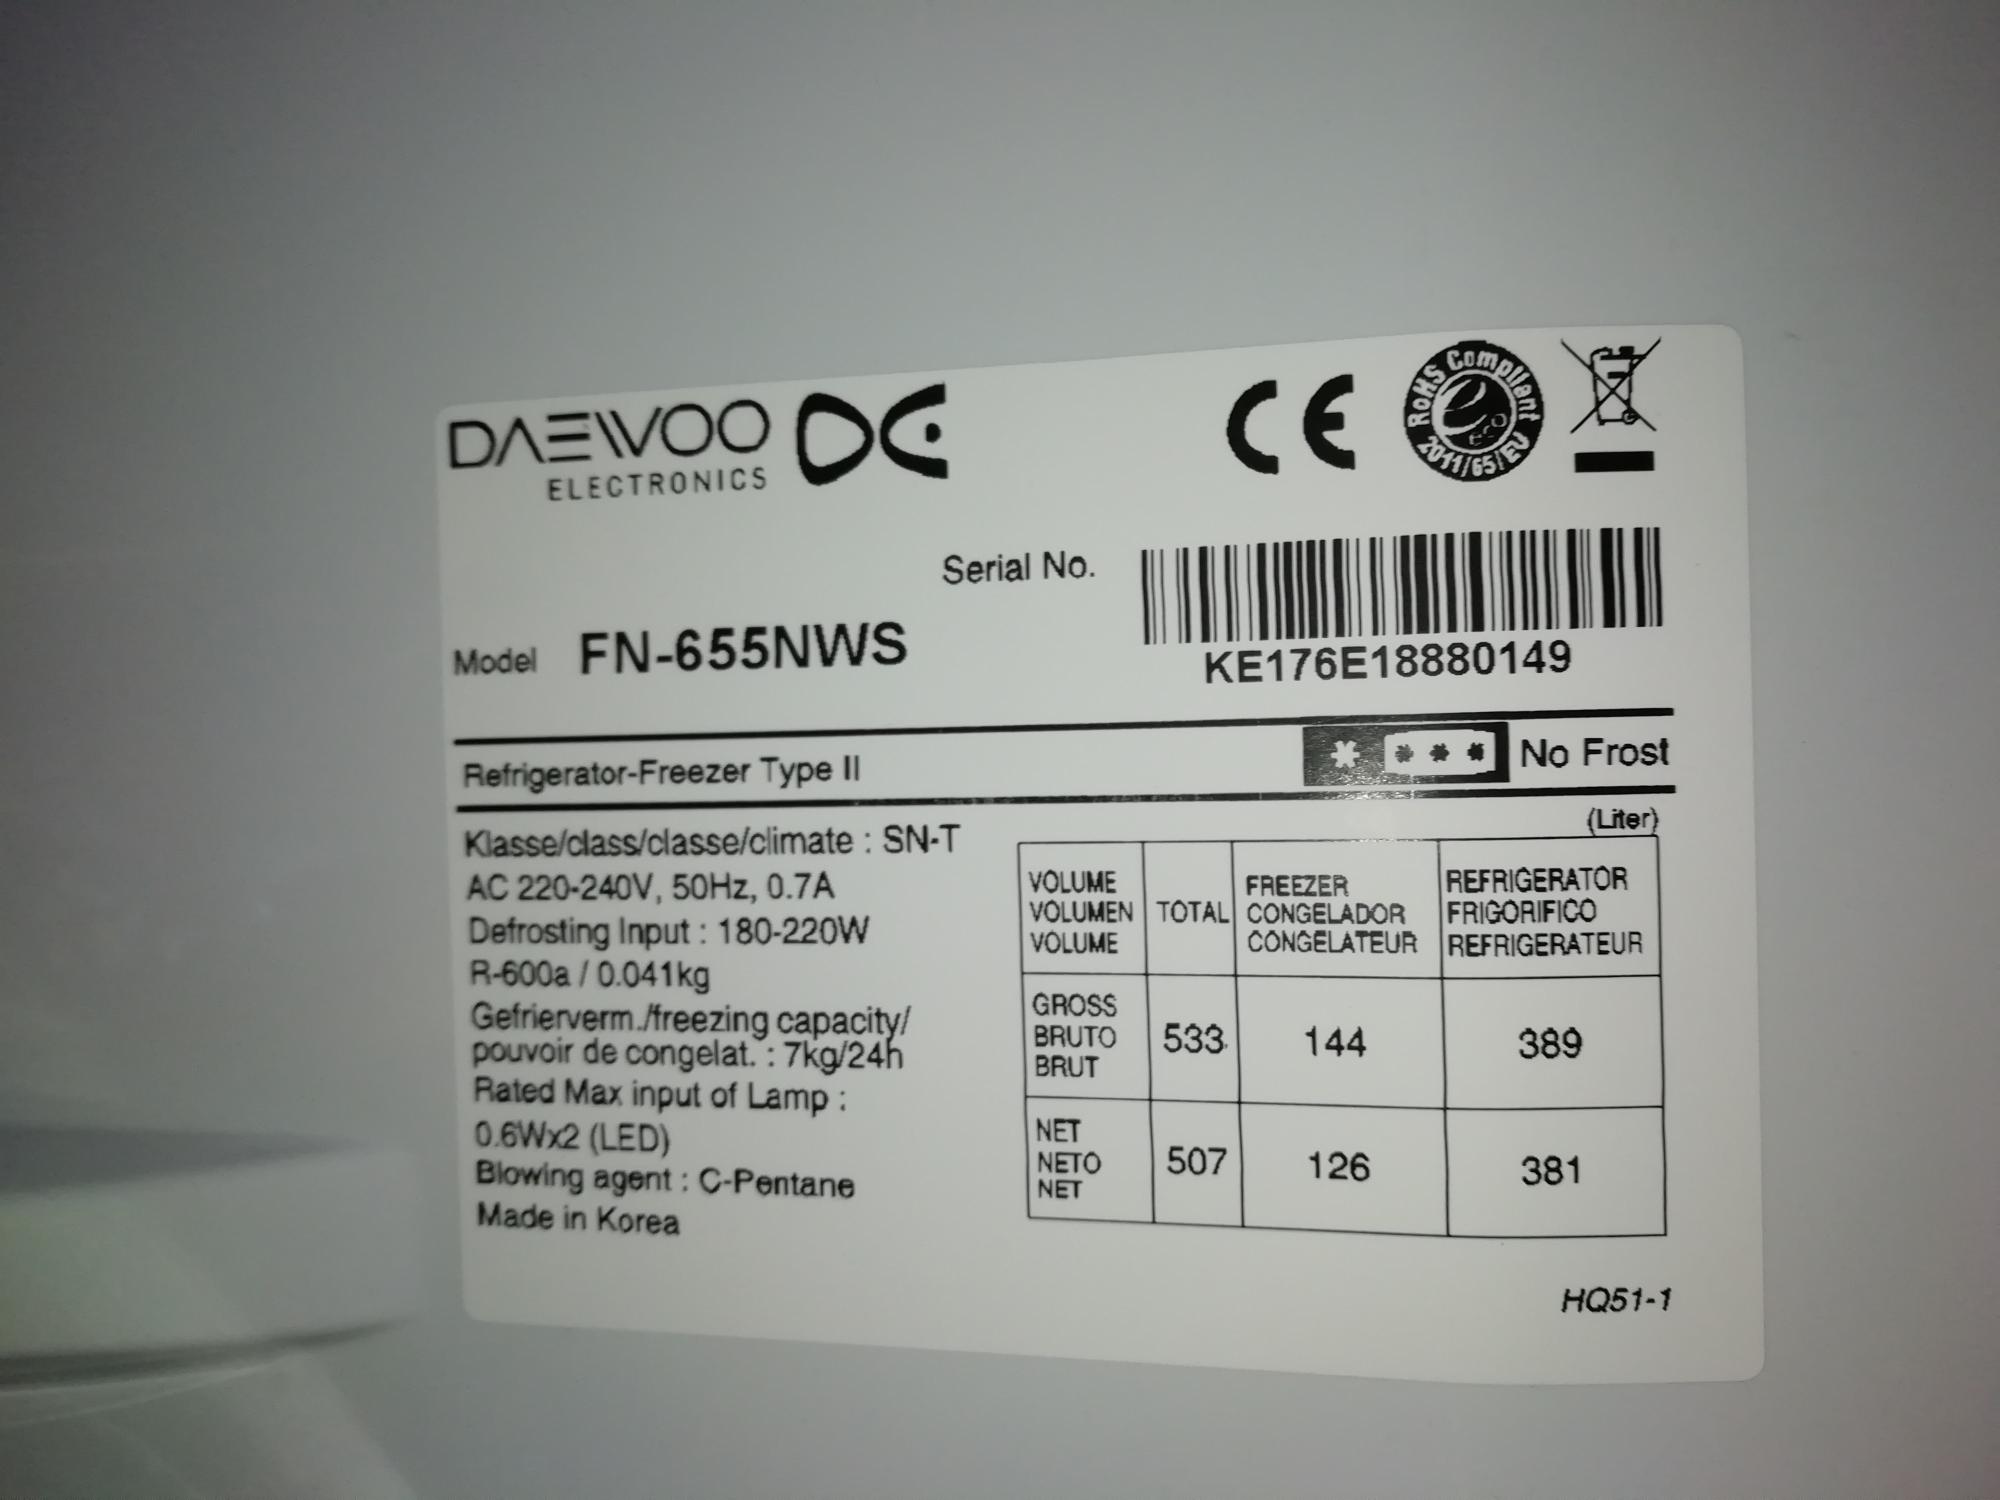 DAEWOO
ELECTRONICS
CE
RoHS Compliant
eco
2011/65/EU
Serial No.
Model FN-655NWS
KE176E18880149
Refrigerator-Freezer Type II
No Frost
Klasse/class/classe/climate : SN-T
AC 220-240V, 50Hz, 0.7A
Defrosting Input : 180-220W
R-600a / 0.041kg
Gefrierverm./freezing capacity/
pouvoir de congelat. : 7kg/24h
Rated Max input of Lamp :
0.6Wx2 (LED)
Blowing agent : C-Pentane
Made in Korea
(Liter)
VOLUME
VOLUMEN
VOLUME
TOTAL
FREEZER
CONGELADOR
CONGELATEUR
REFRIGERATOR
FRIGORIFICO
REFRIGERATEUR
GROSS
BRUTO
BRUT
533
144
389
NET
NETO
NET
507
126
381
HQ51-1